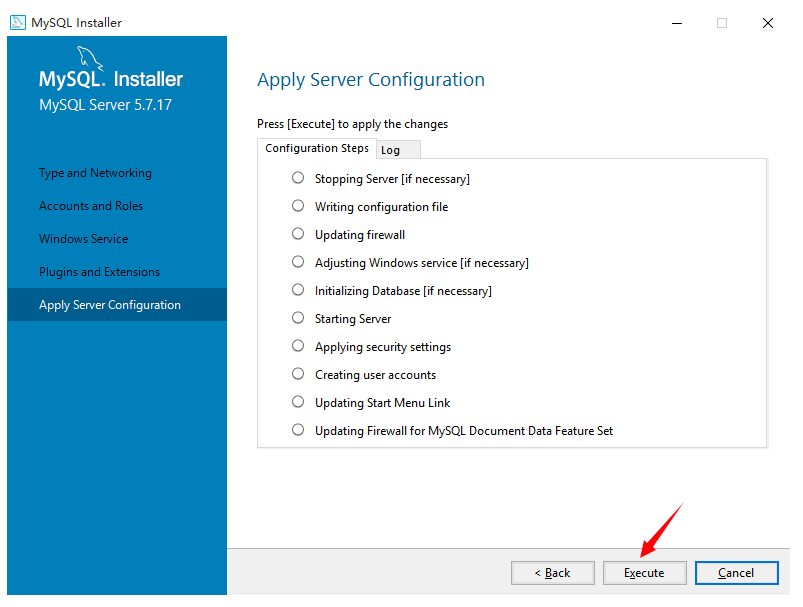 MySQL Installer
MySQL. Installer
MySQL Server 5.7.17
Type and Networking
Accounts and Roles
Windows Service
Plugins and Extensions
Apply Server Configuration
Apply Server Configuration
Press [Execute] to apply the changes
Configuration Steps Log
Stopping Server [if necessary]
Writing configuration file
Updating firewall
Adjusting Windows service [if necessary]
Initializing Database [if necessary]
Starting Server
Applying security settings
Creating user accounts
Updating Start Menu Link
Updating Firewall for MySQL Document Data Feature Set
< Back Execute Cancel